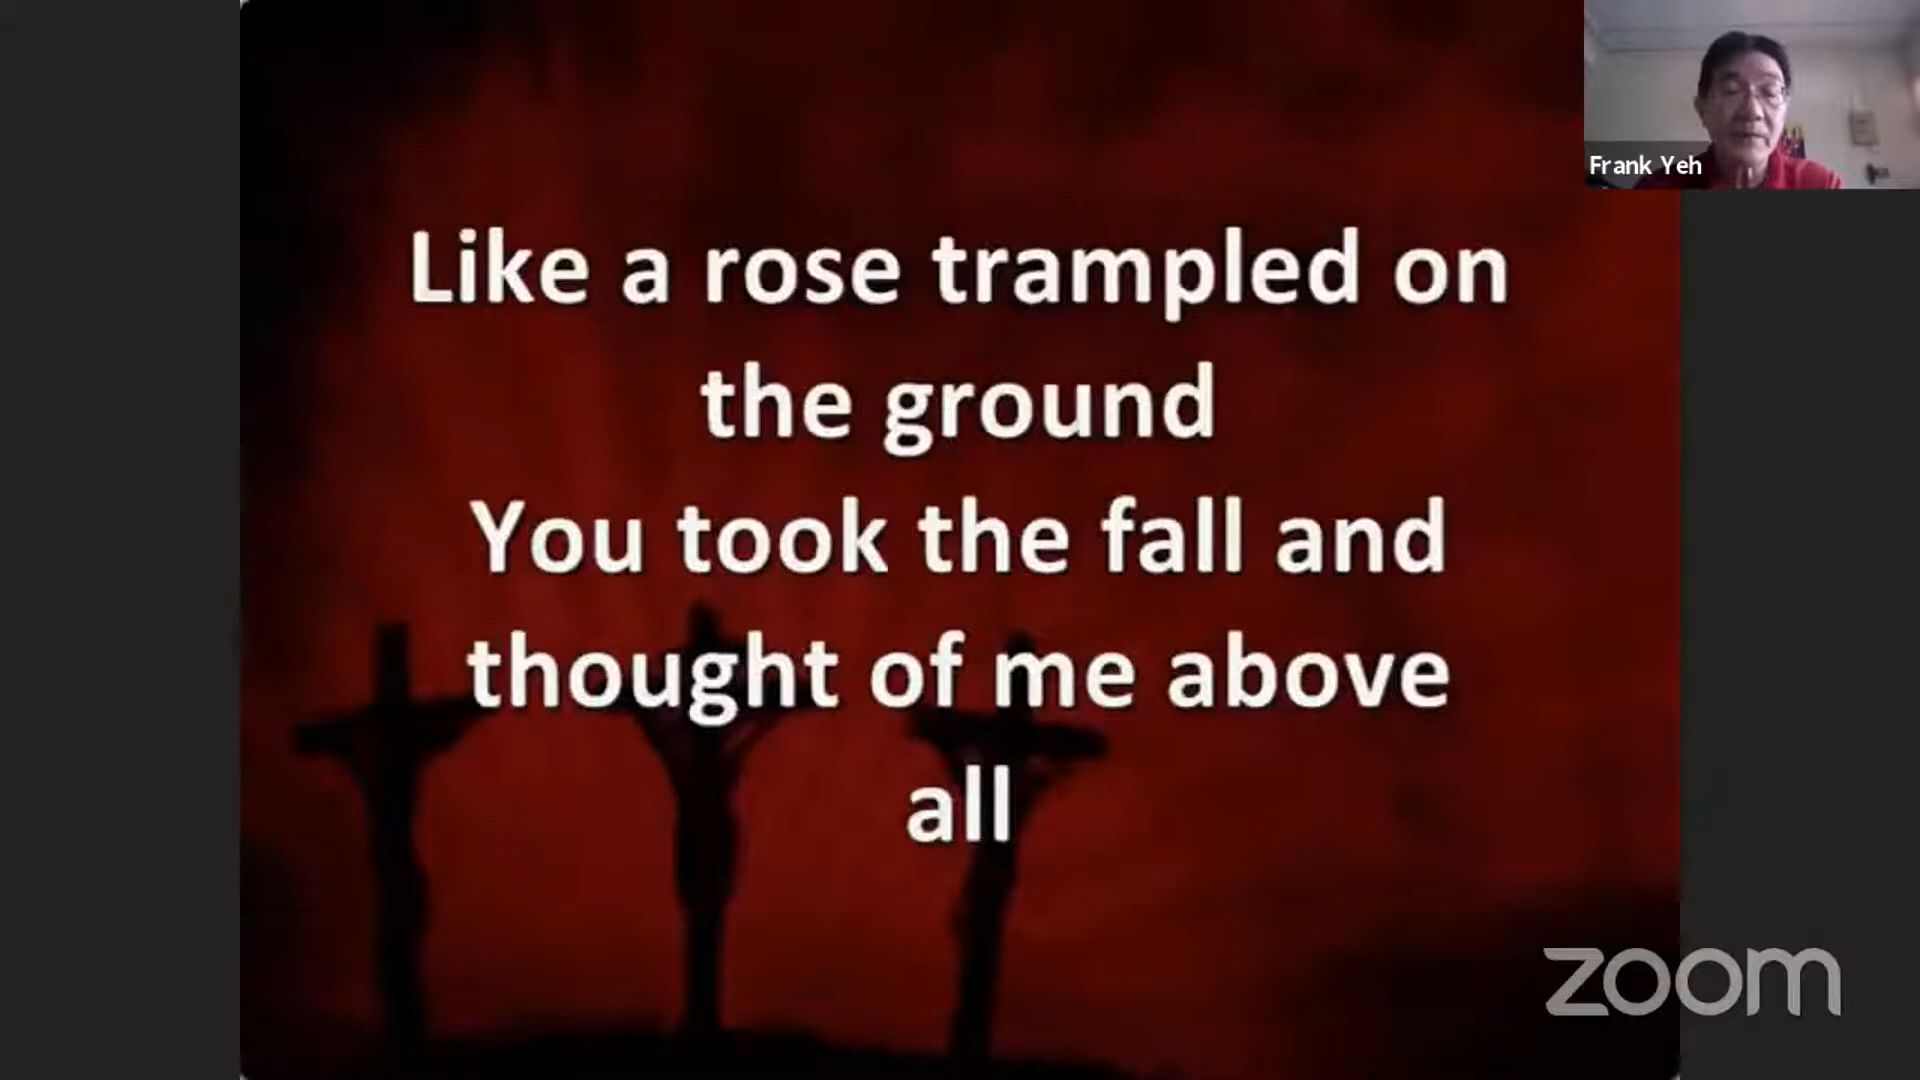 Like a rose trampled on
the ground
You took the fall and
thought of me above
all
Frank Yeh
zoom